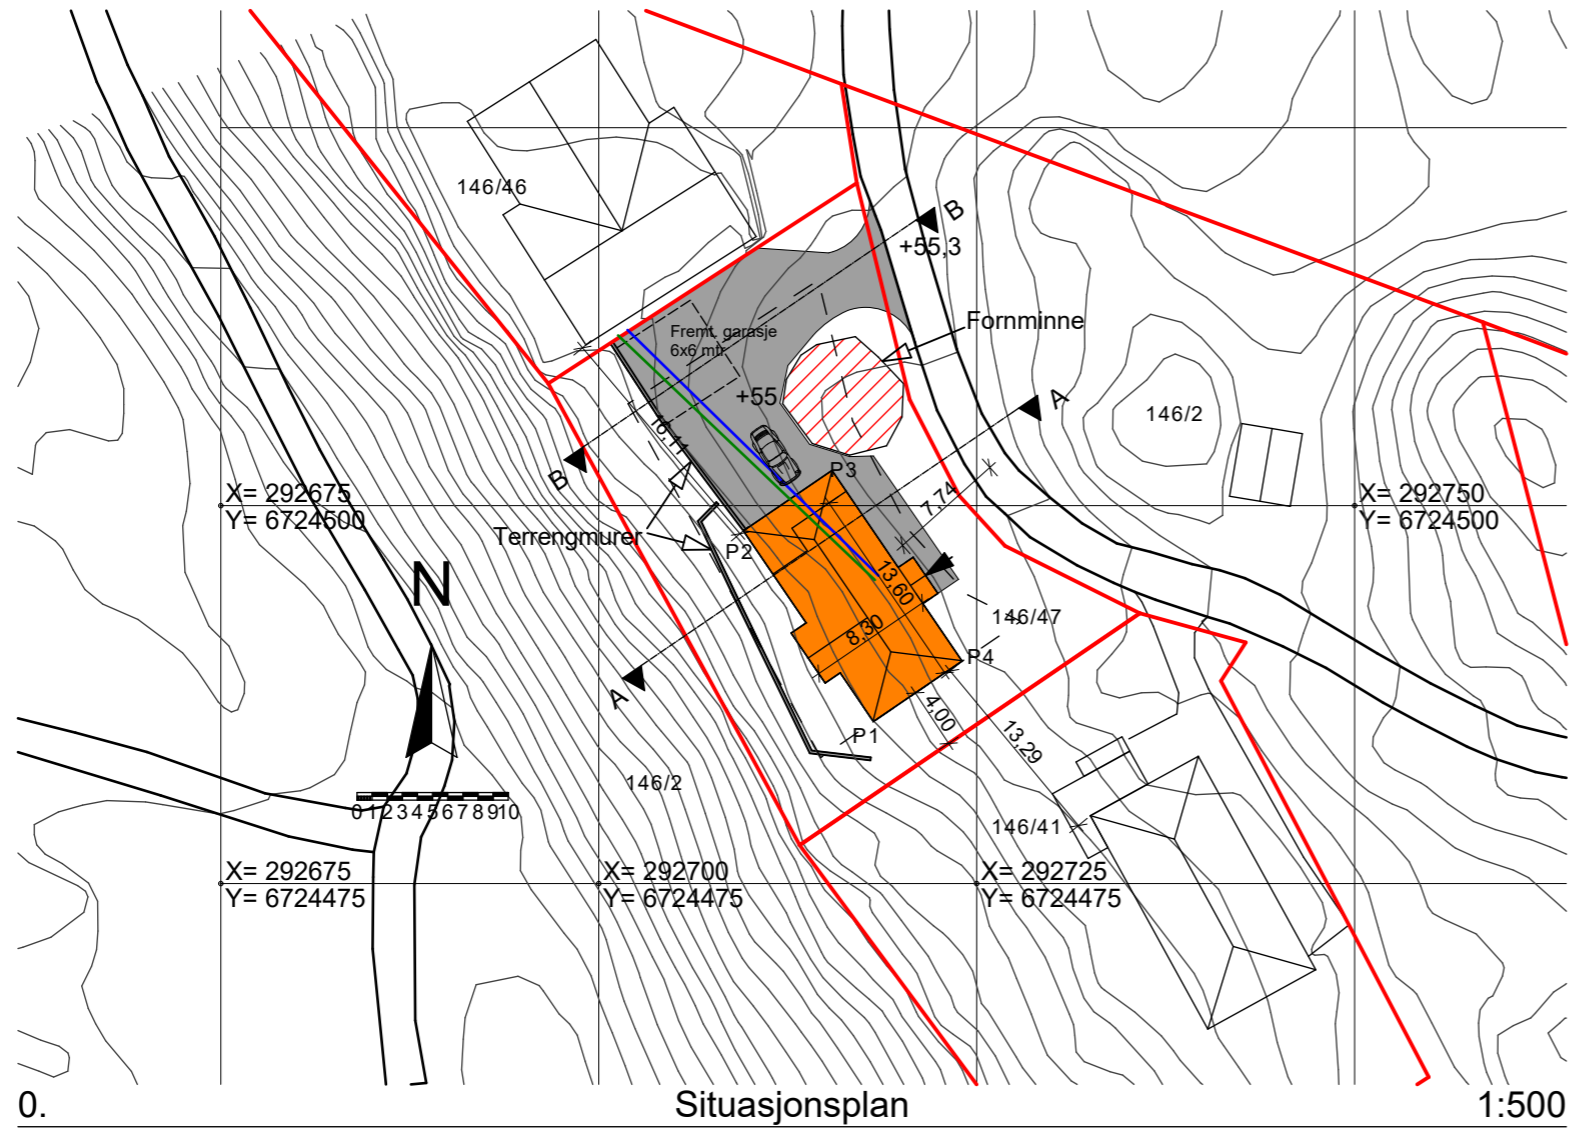 146/46
B
+55,3
Fornminne
Fremt. garasje
6x6 mtr.
+55
A
146/2
16,11
B
P3
7,74
X= 292675
Y= 6724500
X= 292750
Y= 6724500
Terrengmurer
P2
N
13,60
8,30
146/47
P4
A
4,00
P1
13,29
146/2
0 1 2 3 4 5 6 7 8 9 10
146/41
X= 292675
Y= 6724475
X= 292700
Y= 6724475
X= 292725
Y= 6724475
0.
Situasjonsplan
1:500